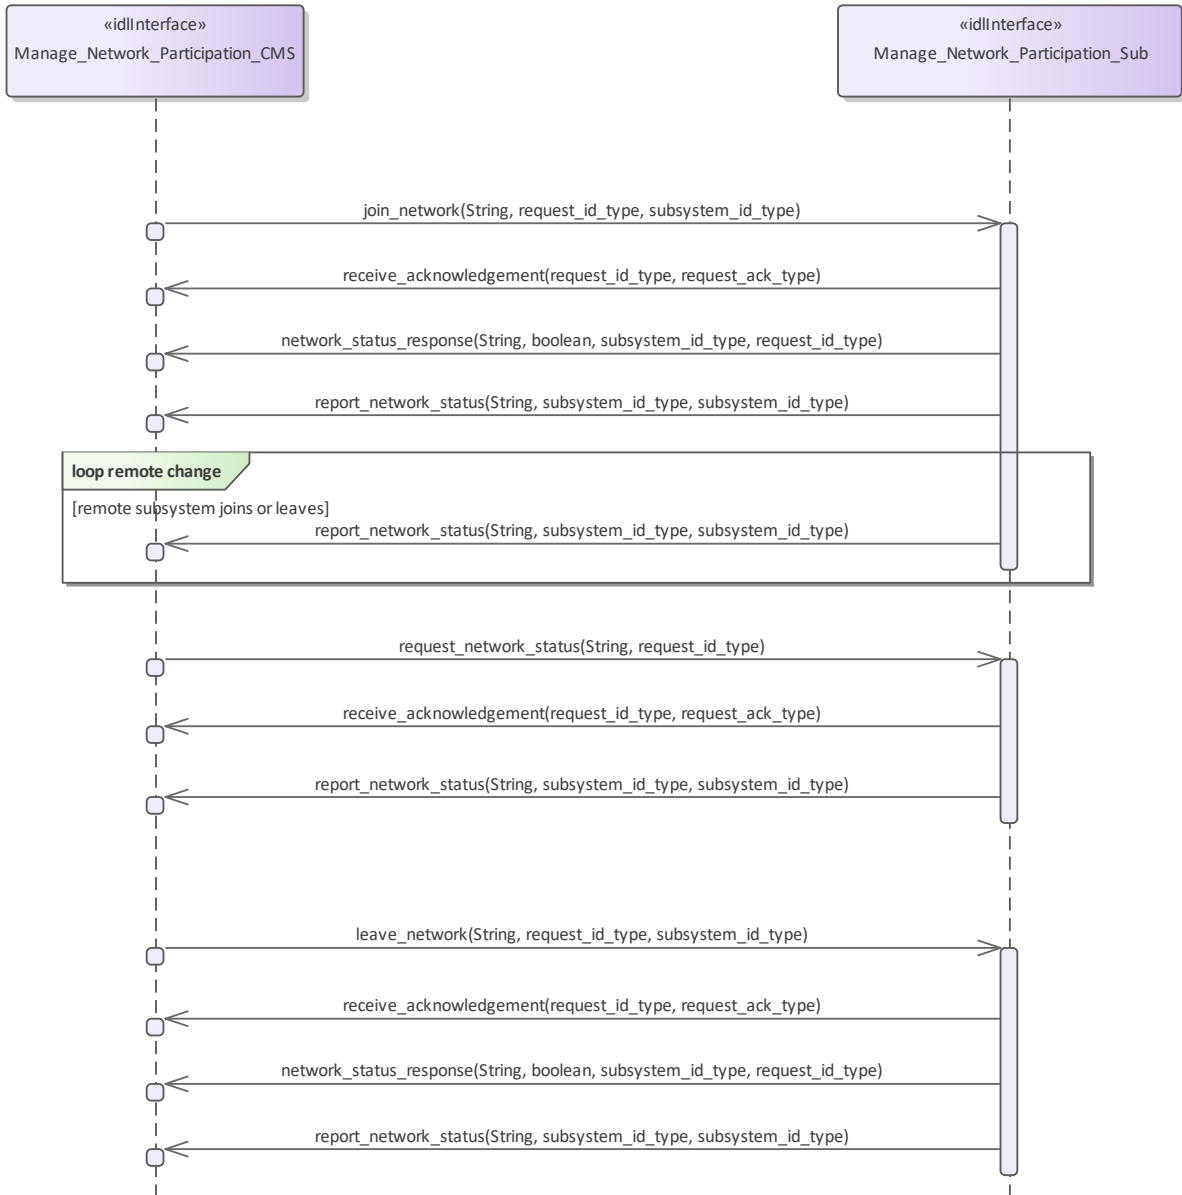 «idlInterface»
Manage_Network_Participation_CMS
«idlInterface»
Manage_Network_Participation_Sub
join_network(String, request_id_type, subsystem_id_type)
receive_acknowledgement(request_id_type, request_ack_type)
network_status_response(String, boolean, subsystem_id_type, request_id_type)
report_network_status(String, subsystem_id_type, subsystem_id_type)
loop remote change
[remote subsystem joins or leaves]
report_network_status(String, subsystem_id_type, subsystem_id_type)
request_network_status(String, request_id_type)
receive_acknowledgement(request_id_type, request_ack_type)
report_network_status(String, subsystem_id_type, subsystem_id_type)
leave_network(String, request_id_type, subsystem_id_type)
receive_acknowledgement(request_id_type, request_ack_type)
network_status_response(String, boolean, subsystem_id_type, request_id_type)
report_network_status(String, subsystem_id_type, subsystem_id_type)